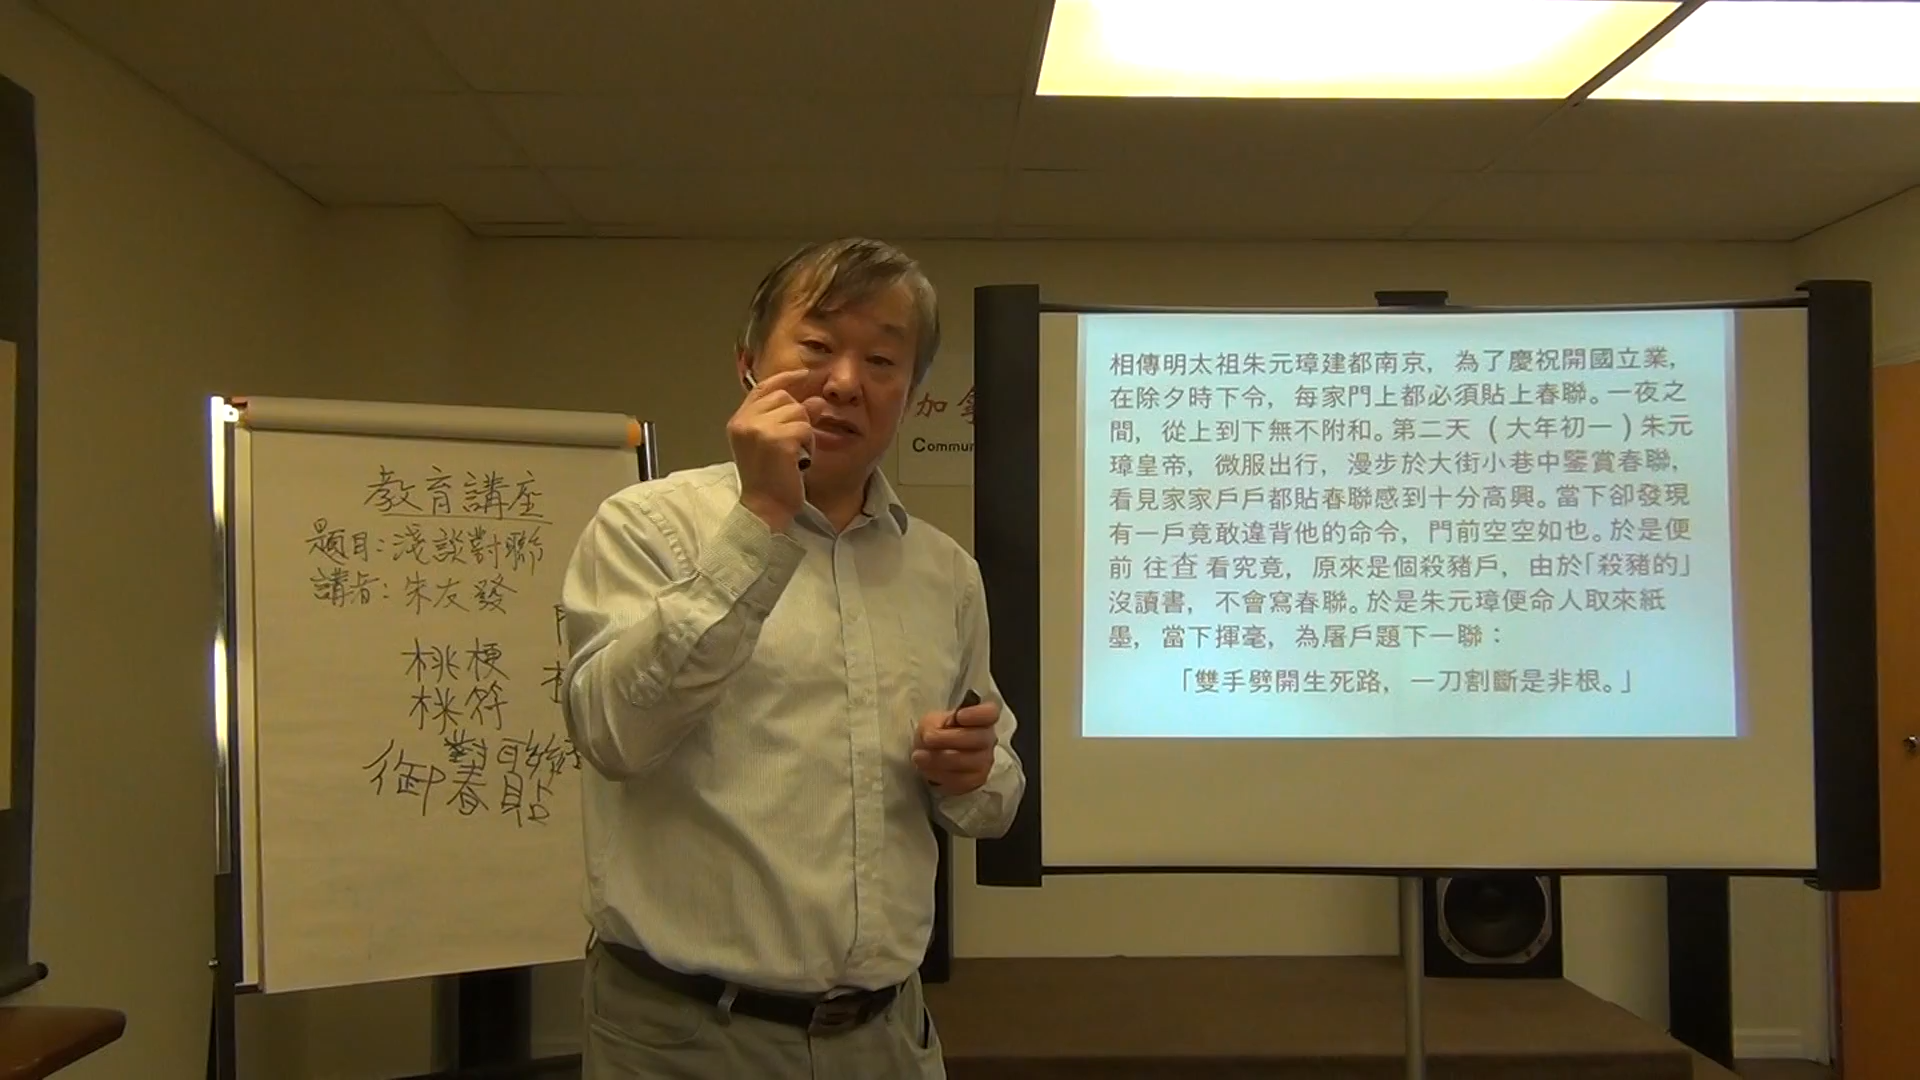 教育講座
題目：淺談對聯
講者：朱友發
桃梗
桃符
對聯
御春貼
加拿
Commun
相傳明太祖朱元璋建都南京，為了慶祝開國立業，
在除夕時下令，每家門上都必須貼上春聯。一夜之
間，從上到下無不附和。第二天（大年初一）朱元
璋皇帝，微服出行，漫步於大街小巷中鑒賞春聯，
看見家家戶戶都貼春聯感到十分高興。當下卻發現
有一戶竟敢違背他的命令，門前空空如也。於是便
前 往查 看究竟，原來是個殺豬戶，由於「殺豬的」
沒讀書，不會寫春聯。於是朱元璋便命人取來紙
墨，當下揮毫，為屠戶題下一聯：
「雙手劈開生死路，一刀割斷是非根。」